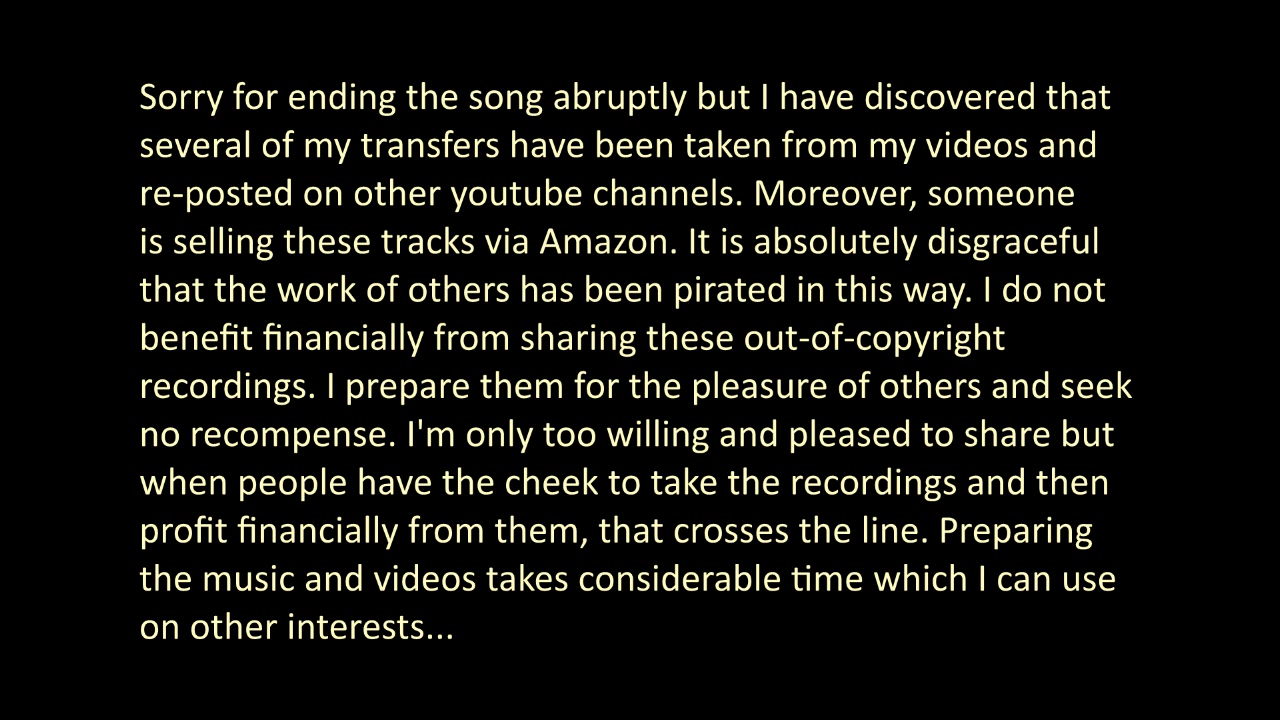 Sorry for ending the song abruptly but I have discovered that
several of my transfers have been taken from my videos and
re-posted on other youtube channels. Moreover, someone
is selling these tracks via Amazon. It is absolutely disgraceful
that the work of others has been pirated in this way. I do not
benefit financially from sharing these out-of-copyright
recordings. I prepare them for the pleasure of others and seek
no recompense. I'm only too willing and pleased to share but
when people have the cheek to take the recordings and then
profit financially from them, that crosses the line. Preparing
the music and videos takes considerable time which I can use
on other interests...